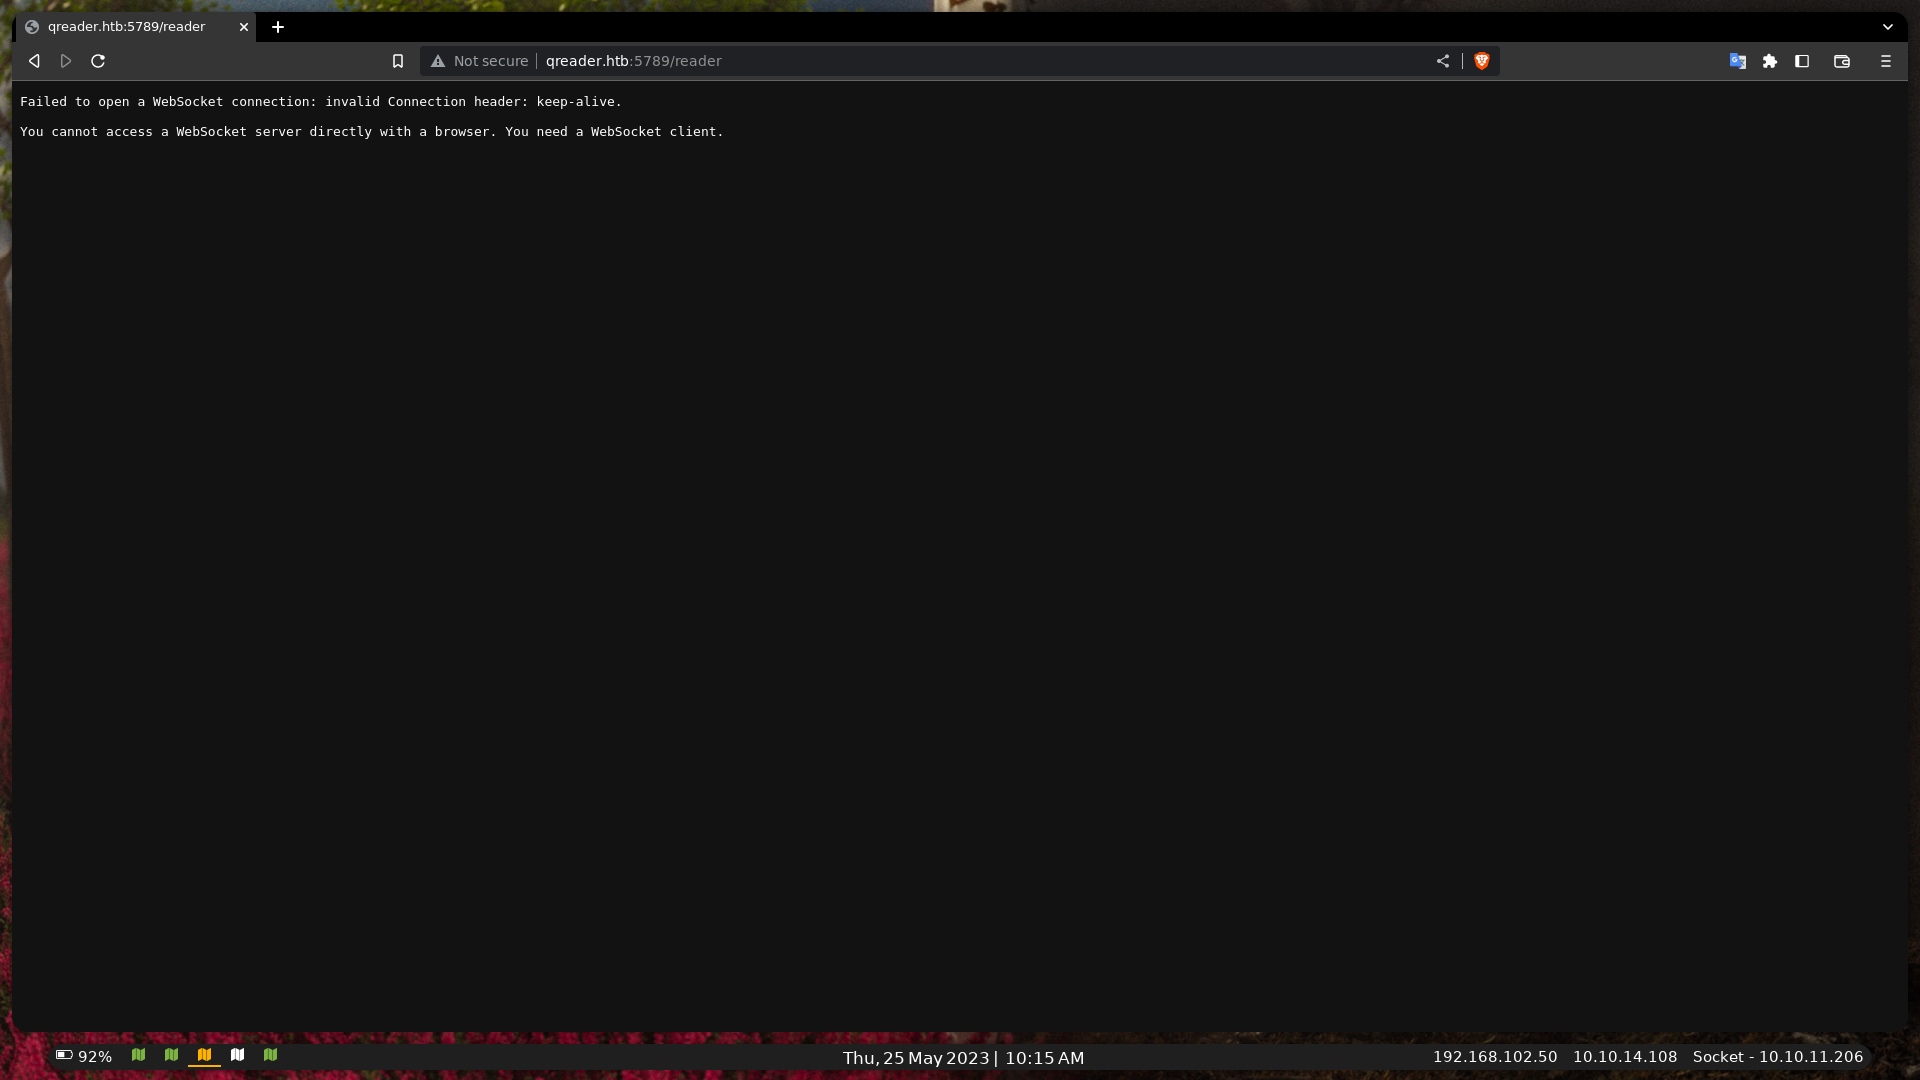 qreader.htb:5789/reader
Not secure
qreader.htb:5789/reader
Failed to open a WebSocket connection: invalid Connection header: keep-alive.
You cannot access a WebSocket server directly with a browser. You need a WebSocket client.
92%
Thu, 25 May 2023 | 10:15 AM
192.168.102.50
10.10.14.108
Socket - 10.10.11.206